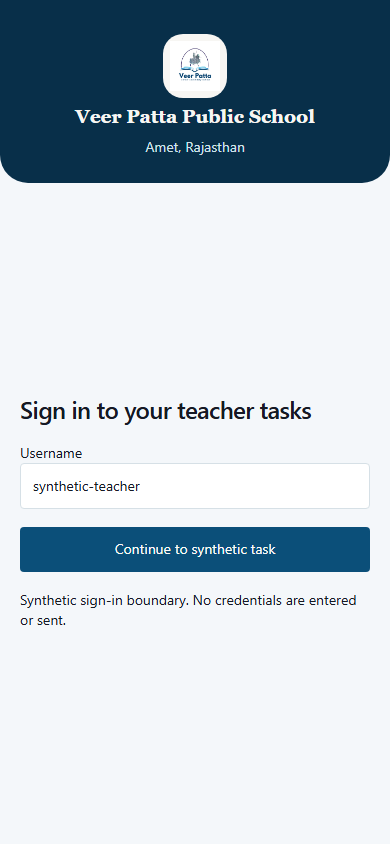 Veer Patta
Veer Patta Public School
Amet, Rajasthan
Sign in to your teacher tasks
Username
synthetic-teacher
Continue to synthetic task
Synthetic sign-in boundary. No credentials are entered
or sent.